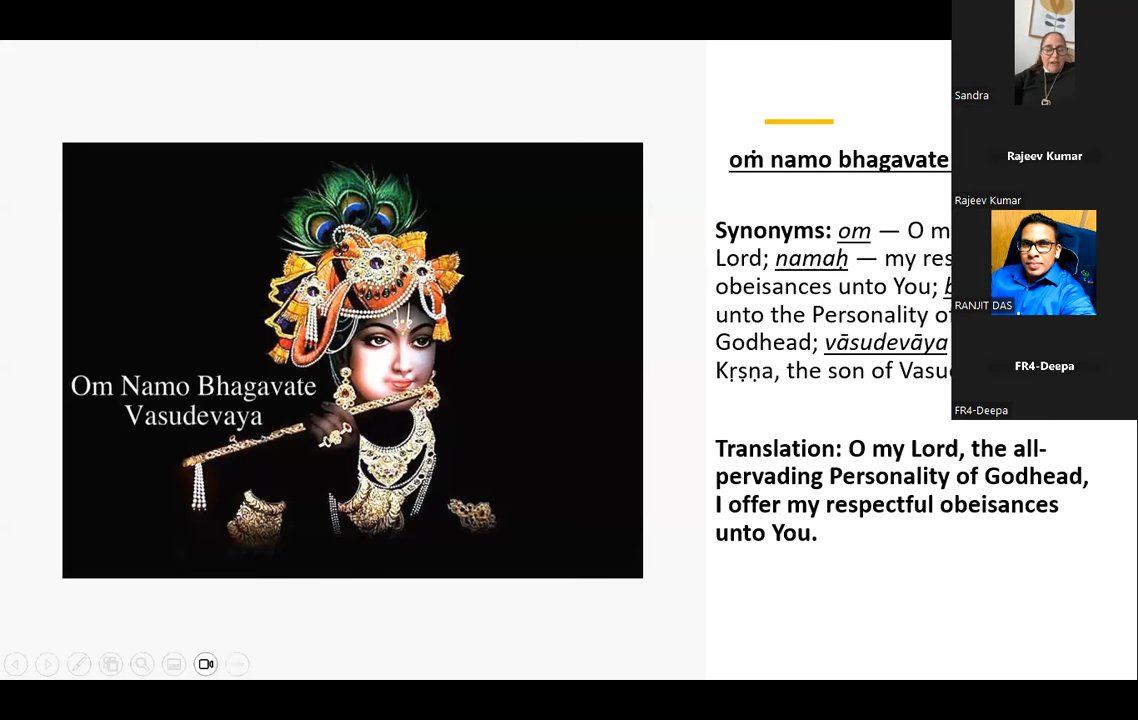 Om Namo Bhagavate
Vasudevaya
oṁ namo bhagavate
Synonyms: om — O
Lord; namaḥ — my
obeisances unto You;
unto the Personality
Godhead; vāsudevāya
Kṛṣṇa, the son of
Translation: O my Lord, the all-
pervading Personality of Godhead,
I offer my respectful obeisances
unto You.
Sandra
Rajeev Kumar
Rajeev Kumar
RANJIT DAS
FR4-Deepa
FR4-Deepa